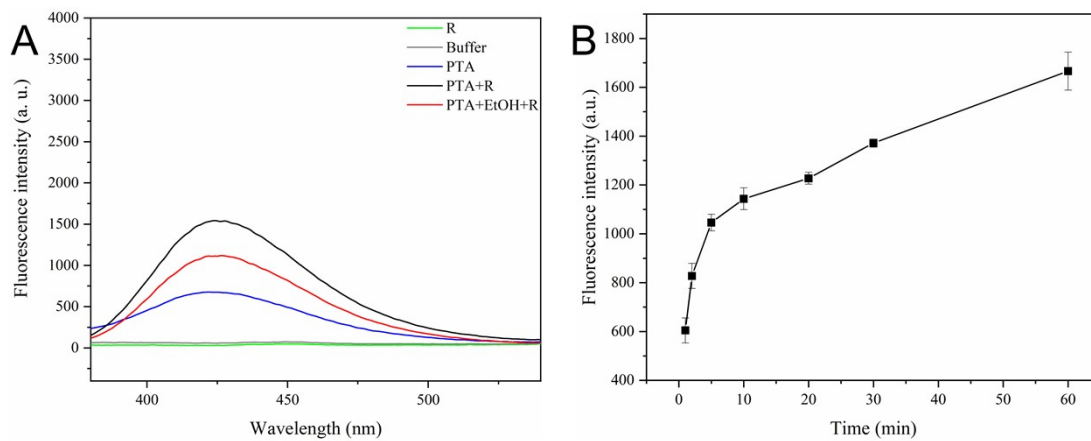 A
4000
3500
3000
2500
2000
1500
1000
500
0
Fluorescence intensity (a. u.)
400 450 500
Wavelength (nm)
R
Buffer
PTA
PTA+R
PTA+EtOH+R
B
1800
1600
1400
1200
1000
800
600
400
Fluorescence intensity (a.u.)
0 10 20 30 40 50 60
Time (min)